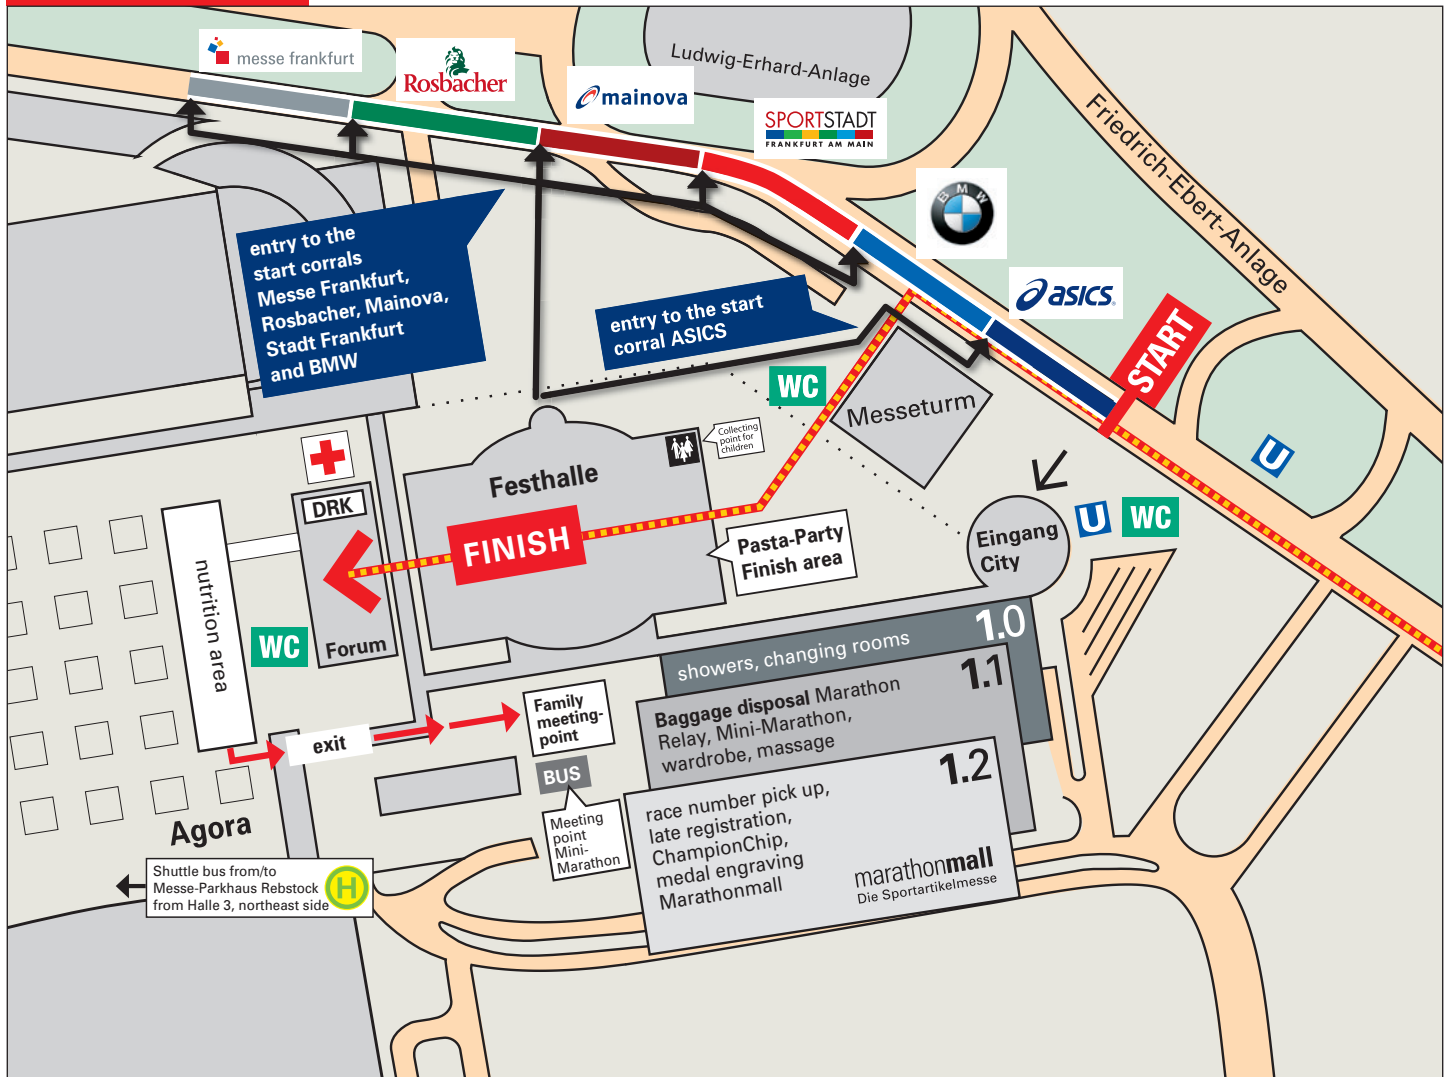 messe frankfurt
Rosbacher
mainova
Ludwig-Erhard-Anlage
SPORTSTADT
FRANKFURT AM MAIN
Friedrich-Ebert-Anlage
BMW
asics
START
entry to the
start corrals
Messe Frankfurt,
Rosbacher, Mainova,
Stadt Frankfurt
and BMW
entry to the start
corral ASICS
WC
Messeturm
Collecting
point for
children
U
Festhalle
DRK
FINISH
Pasta-Party
Finish area
Eingang
City
U
WC
nutrition area
WC
Forum
1.0
showers, changing rooms
1.1
Baggage disposal Marathon
Relay, Mini-Marathon,
wardrobe, massage
Family
meeting-
point
exit
BUS
Meeting
point
Mini-
Marathon
1.2
race number pick up,
late registration,
ChampionChip,
medal engraving
Marathonmall
marathonmall
Die Sportartikelmesse
Agora
Shuttle bus from/to
Messe-Parkhaus Rebstock
from Halle 3, northeast side
H